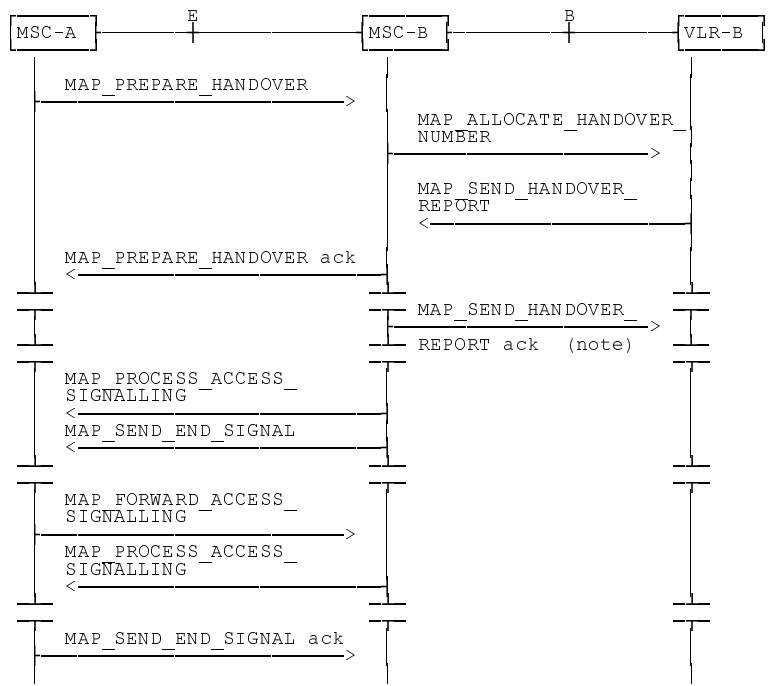 E B
MSC-A MSC-B VLR-B
MAP_PREPARE_HANDOVER
MAP_ALLOCATE_HANDOVER_
NUMBER
MAP_SEND_HANDOVER_
REPORT
MAP_PREPARE_HANDOVER ack
MAP_SEND_HANDOVER_
REPORT ack (note)
MAP_PROCESS_ACCESS_
SIGNALLING
MAP_SEND_END_SIGNAL
MAP_FORWARD_ACCESS_
SIGNALLING
MAP_PROCESS_ACCESS_
SIGNALLING
MAP_SEND_END_SIGNAL ack